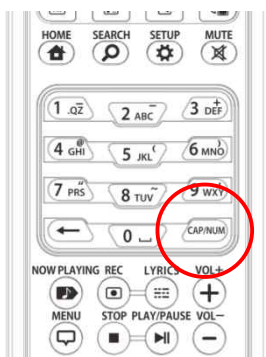 HOME SEARCH SETUP MUTE
1 .QZ 2 ABC 3 DEF
4 GHI 5 JKL 6 MNO
7 PRS 8 TUV 9 WXY
0 CAP/NUM
NOW PLAYING REC LYRICS VOL+
MENU STOP PLAY/PAUSE VOL−